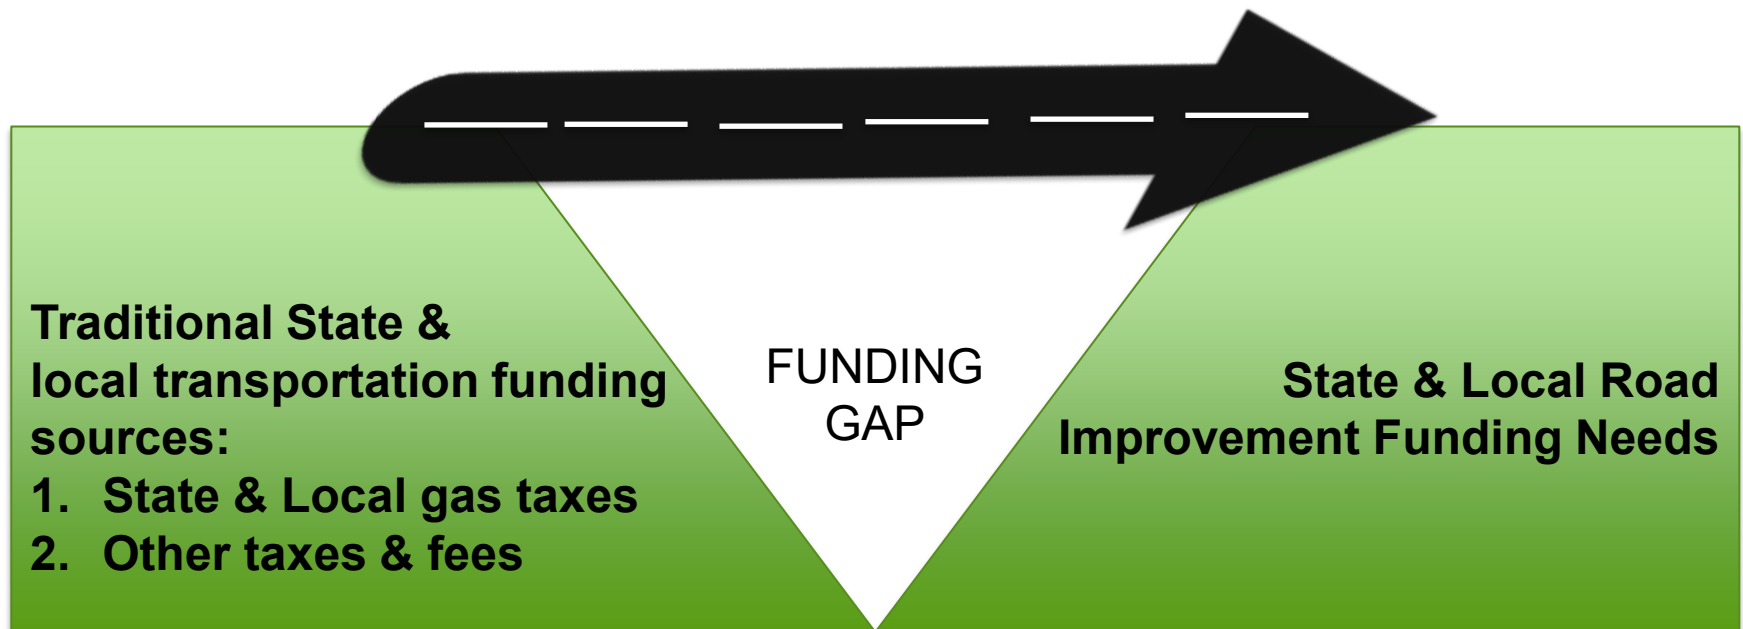 Traditional State &
local transportation funding
sources:
1. State & Local gas taxes
2. Other taxes & fees
FUNDING
GAP
State & Local Road
Improvement Funding Needs